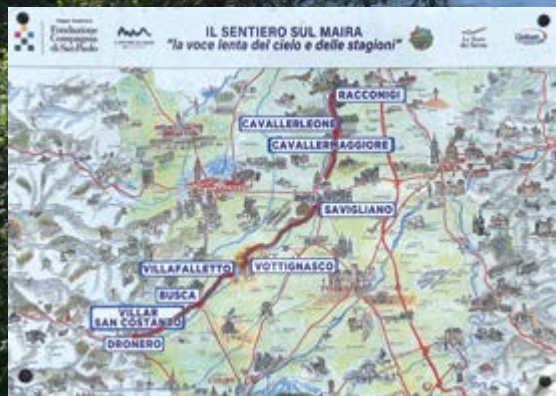 Fondazione
Compagnia
di San Paolo
IL SENTIERO SUL MAIRA
"la voce lenta del cielo e delle stagioni"
RACCONIGI
CAVALLERLEONE
CAVALLERMAGGIORE
SAVIGLIANO
VILLAFALLETTO
VOTTIGNASCO
BUSCA
VILLAR
SAN COSTANZO
DRONERO